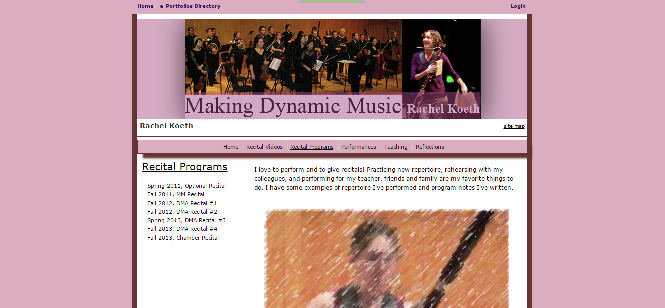 Home Portfolios Directory Login
Making Dynamic Music -Rachel Koeth
Rachel Koeth
site map
Home Recital Videos Recital Programs Performances Teaching Reflections
Recital Programs
Spring 2011, Optional Recital
Fall 2011, MM Recital
Fall 2012, DMA Recital #1
Fall 2012, DMA Recital #2
Spring 2013, DMA Recital #3
Fall 2013, DMA Recital #4
Fall 2013, Chamber Recital
I love to perform and to give recitals! Practicing new repertoire, rehearsing with my
colleagues, and performing for my teacher, friends and family are my favorite things to
do. I have some examples of repertoire I've performed and program notes I've written.